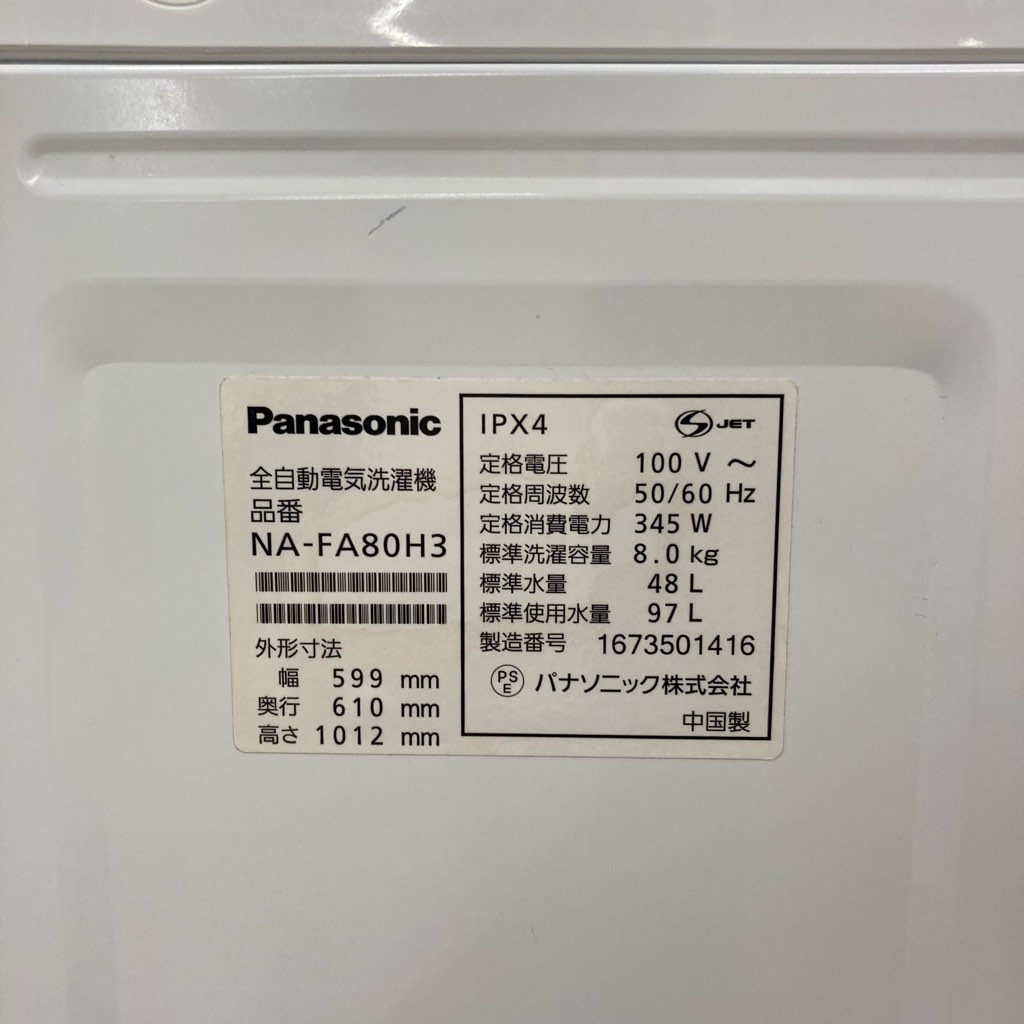 Panasonic
全自動電気洗濯機
品番
NA-FA80H3
外形寸法
幅 599 mm
奥行 610 mm
高さ 1012 mm
IPX4
S JET
定格電圧 100 V ~
定格周波数 50/60 Hz
定格消費電力 345 W
標準洗濯容量 8.0 kg
標準水量 48 L
標準使用水量 97 L
製造番号 1673501416
PS
E
パナソニック株式会社
中国製